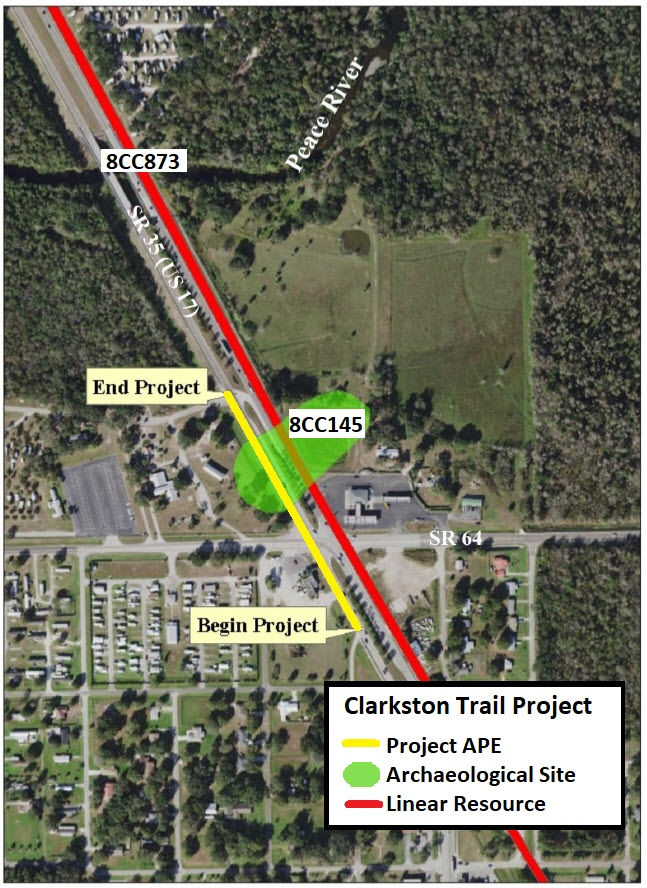 Peace River
8CC873
SR 35 (US 17)
End Project
8CC145
SR 64
Begin Project
Clarkston Trail Project
Project APE
Archaeological Site
Linear Resource